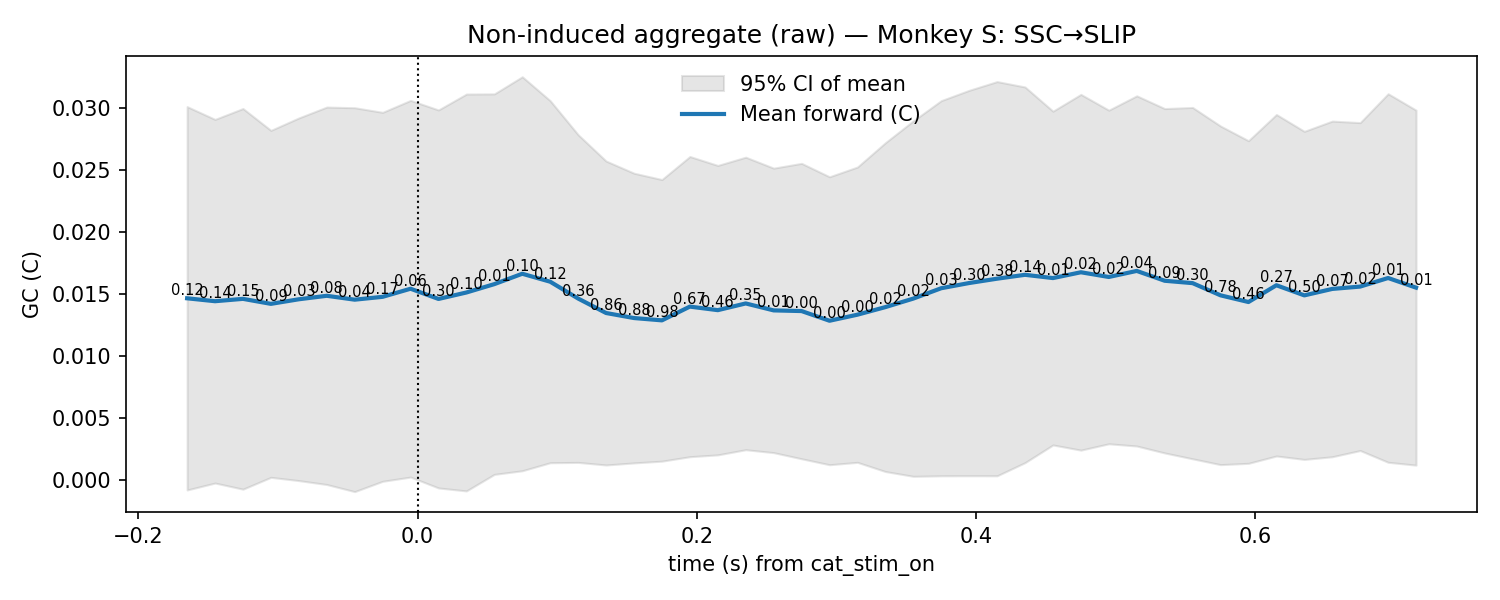 Non-induced aggregate (raw) — Monkey S: SSC→SLIP
95% CI of mean
Mean forward (C)
GC (C)
0.030
0.025
0.020
0.015
0.010
0.005
0.000
0.12 0.14 0.15 0.09 0.03 0.08 0.04 0.17 0.06 0.30 0.10 0.01 0.10 0.12 0.36 0.86 0.88 0.98 0.67 0.46 0.35 0.01 0.00 0.00 0.00 0.02 0.02 0.03 0.30 0.38 0.14 0.01 0.02 0.02 0.04 0.09 0.30 0.78 0.46 0.27 0.50 0.07 0.02 0.01 0.01
−0.2 0.0 0.2 0.4 0.6
time (s) from cat_stim_on